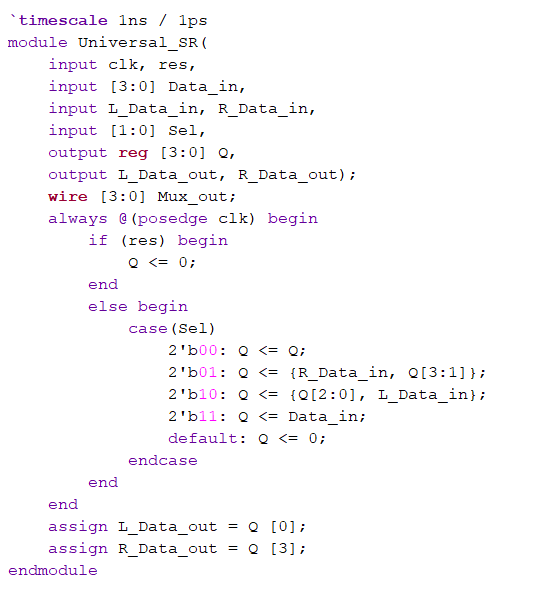 `timescale 1ns / 1ps
module Universal_SR(
    input clk, res,
    input [3:0] Data_in,
    input L_Data_in, R_Data_in,
    input [1:0] Sel,
    output reg [3:0] Q,
    output L_Data_out, R_Data_out);
    wire [3:0] Mux_out;
    always @(posedge clk) begin
        if (res) begin
            Q <= 0;
        end
        else begin
            case(Sel)
                2'b00: Q <= Q;
                2'b01: Q <= {R_Data_in, Q[3:1]};
                2'b10: Q <= {Q[2:0], L_Data_in};
                2'b11: Q <= Data_in;
                default: Q <= 0;
            endcase
        end
    end
    assign L_Data_out = Q [0];
    assign R_Data_out = Q [3];
endmodule